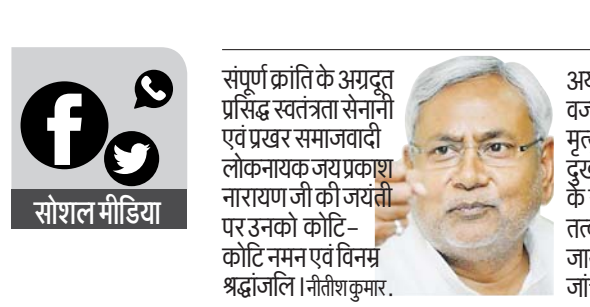 सोशल मीडिया
संपूर्ण क्रांति के अग्रदूत
प्रसिद्ध स्वतंत्रता सेनानी
एवं प्रखर समाजवादी
लोकनायक जयप्रकाश
नारायण जी की जयंती
पर उनको कोटि-
कोटि नमन एवं विनम्र
श्रद्धांजलि । नीतीश कुमार.
के